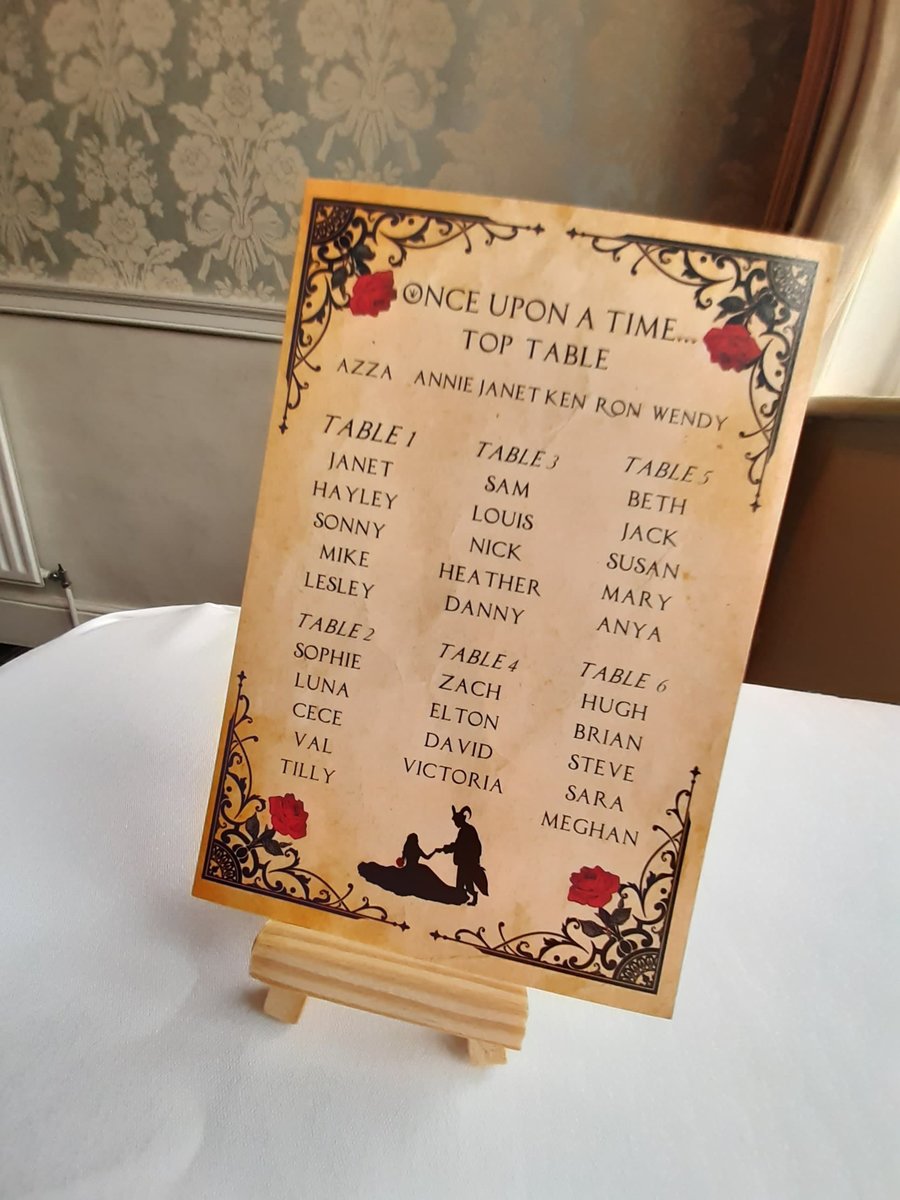 ONCE UPON A TIME...
TOP TABLE
AZZA ANNIE JANET KEN RON WENDY
TABLE 1
JANET
HAYLEY
SONNY
MIKE
LESLEY
TABLE 2
SOPHIE
LUNA
CECE
VAL
TILLY
TABLE 3
SAM
LOUIS
NICK
HEATHER
DANNY
TABLE 4
ZACH
ELTON
DAVID
VICTORIA
TABLE 5
BETH
JACK
SUSAN
MARY
ANYA
TABLE 6
HUGH
BRIAN
STEVE
SARA
MEGHAN